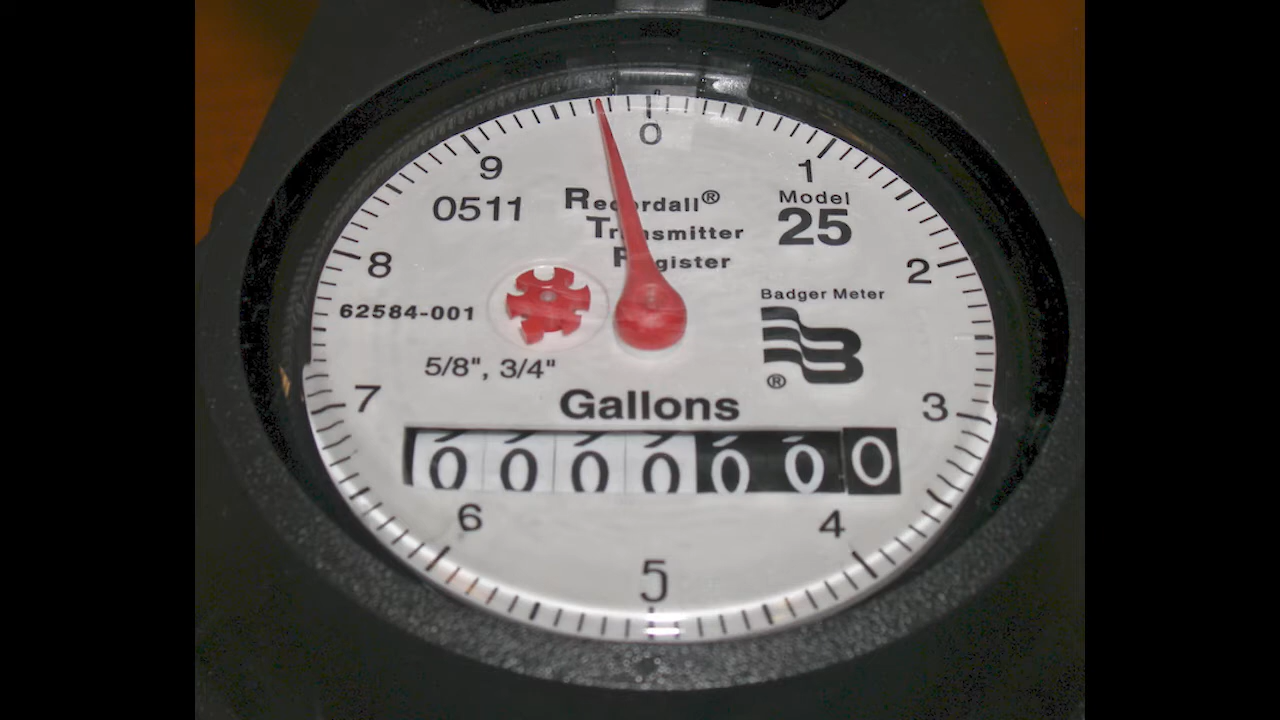 0
9
1
0511
Recordall®
Transmitter
Register
Model
25
8
2
62584-001
Badger Meter
B
®
5/8", 3/4"
7
3
Gallons
0 0 0 0 0 0 0
6
4
5